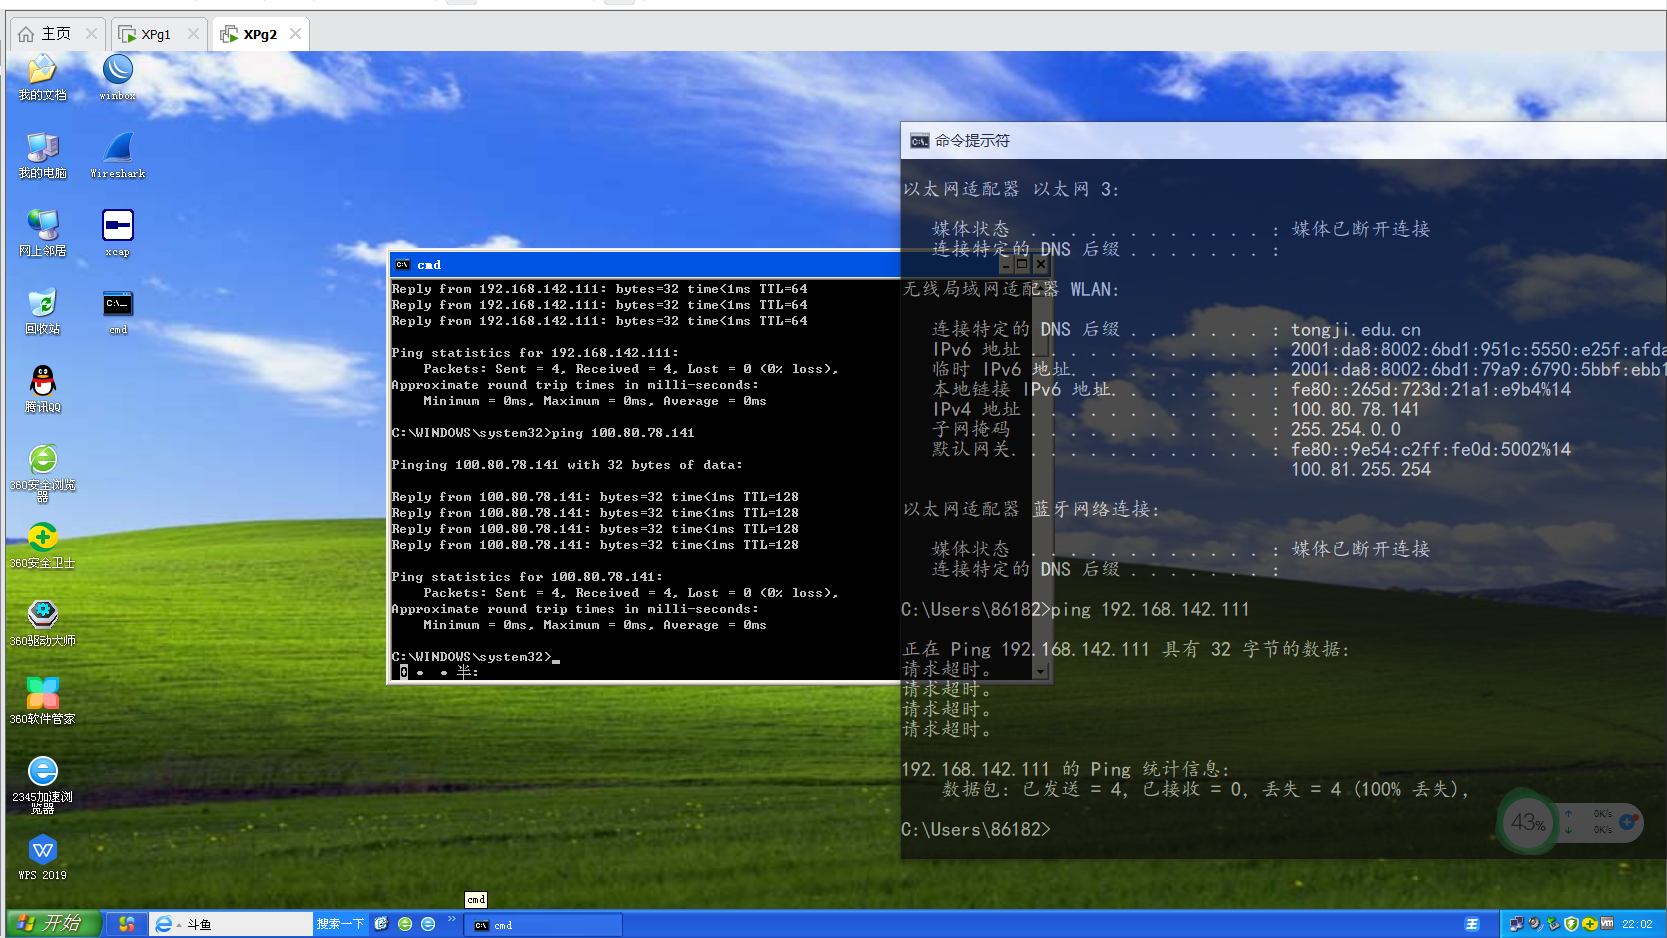 主页
XPg1
XPg2
我的文档
winbox
我的电脑
Wireshark
网上邻居
xcap
回收站
cmd
腾讯QQ
360安全浏览
器
360安全卫士
360驱动大师
360软件管家
2345加速浏
览器
WPS 2019
cmd
Reply from 192.168.142.111: bytes=32 time<1ms TTL=64
Reply from 192.168.142.111: bytes=32 time<1ms TTL=64
Reply from 192.168.142.111: bytes=32 time<1ms TTL=64
Ping statistics for 192.168.142.111:
Packets: Sent = 4, Received = 4, Lost = 0 (0% loss),
Approximate round trip times in milli-seconds:
Minimum = 0ms, Maximum = 0ms, Average = 0ms
C:\WINDOWS\system32>ping 100.80.78.141
Pinging 100.80.78.141 with 32 bytes of data:
Reply from 100.80.78.141: bytes=32 time<1ms TTL=128
Reply from 100.80.78.141: bytes=32 time<1ms TTL=128
Reply from 100.80.78.141: bytes=32 time<1ms TTL=128
Reply from 100.80.78.141: bytes=32 time<1ms TTL=128
Ping statistics for 100.80.78.141:
Packets: Sent = 4, Received = 4, Lost = 0 (0% loss),
Approximate round trip times in milli-seconds:
Minimum = 0ms, Maximum = 0ms, Average = 0ms
C:\WINDOWS\system32>
半:
命令提示符
以太网适配器 以太网 3:
媒体状态 . . . . . . . . . . . . : 媒体已断开连接
连接特定的 DNS 后缀 . . . . . . . :
无线局域网适配器 WLAN:
连接特定的 DNS 后缀 . . . . . . . : tongji.edu.cn
IPv6 地址 . . . . . . . . . . . . : 2001:da8:8002:6bd1:951c:5550:e25f:afda
临时 IPv6 地址. . . . . . . . . . : 2001:da8:8002:6bd1:79a9:6790:5bbf:ebb1
本地链接 IPv6 地址. . . . . . . . : fe80::265d:723d:21a1:e9b4%14
IPv4 地址 . . . . . . . . . . . . : 100.80.78.141
子网掩码 . . . . . . . . . . . . : 255.254.0.0
默认网关. . . . . . . . . . . . . : fe80::9e54:c2ff:fe0d:5002%14
100.81.255.254
以太网适配器 蓝牙网络连接:
媒体状态 . . . . . . . . . . . . : 媒体已断开连接
连接特定的 DNS 后缀 . . . . . . . :
C:\Users\86182>ping 192.168.142.111
正在 Ping 192.168.142.111 具有 32 字节的数据:
请求超时。
请求超时。
请求超时。
请求超时。
192.168.142.111 的 Ping 统计信息:
数据包: 已发送 = 4, 已接收 = 0, 丢失 = 4 (100% 丢失),
C:\Users\86182>
43%
0K/s
0K/s
cmd
开始
斗鱼
搜索一下
cmd
22:02